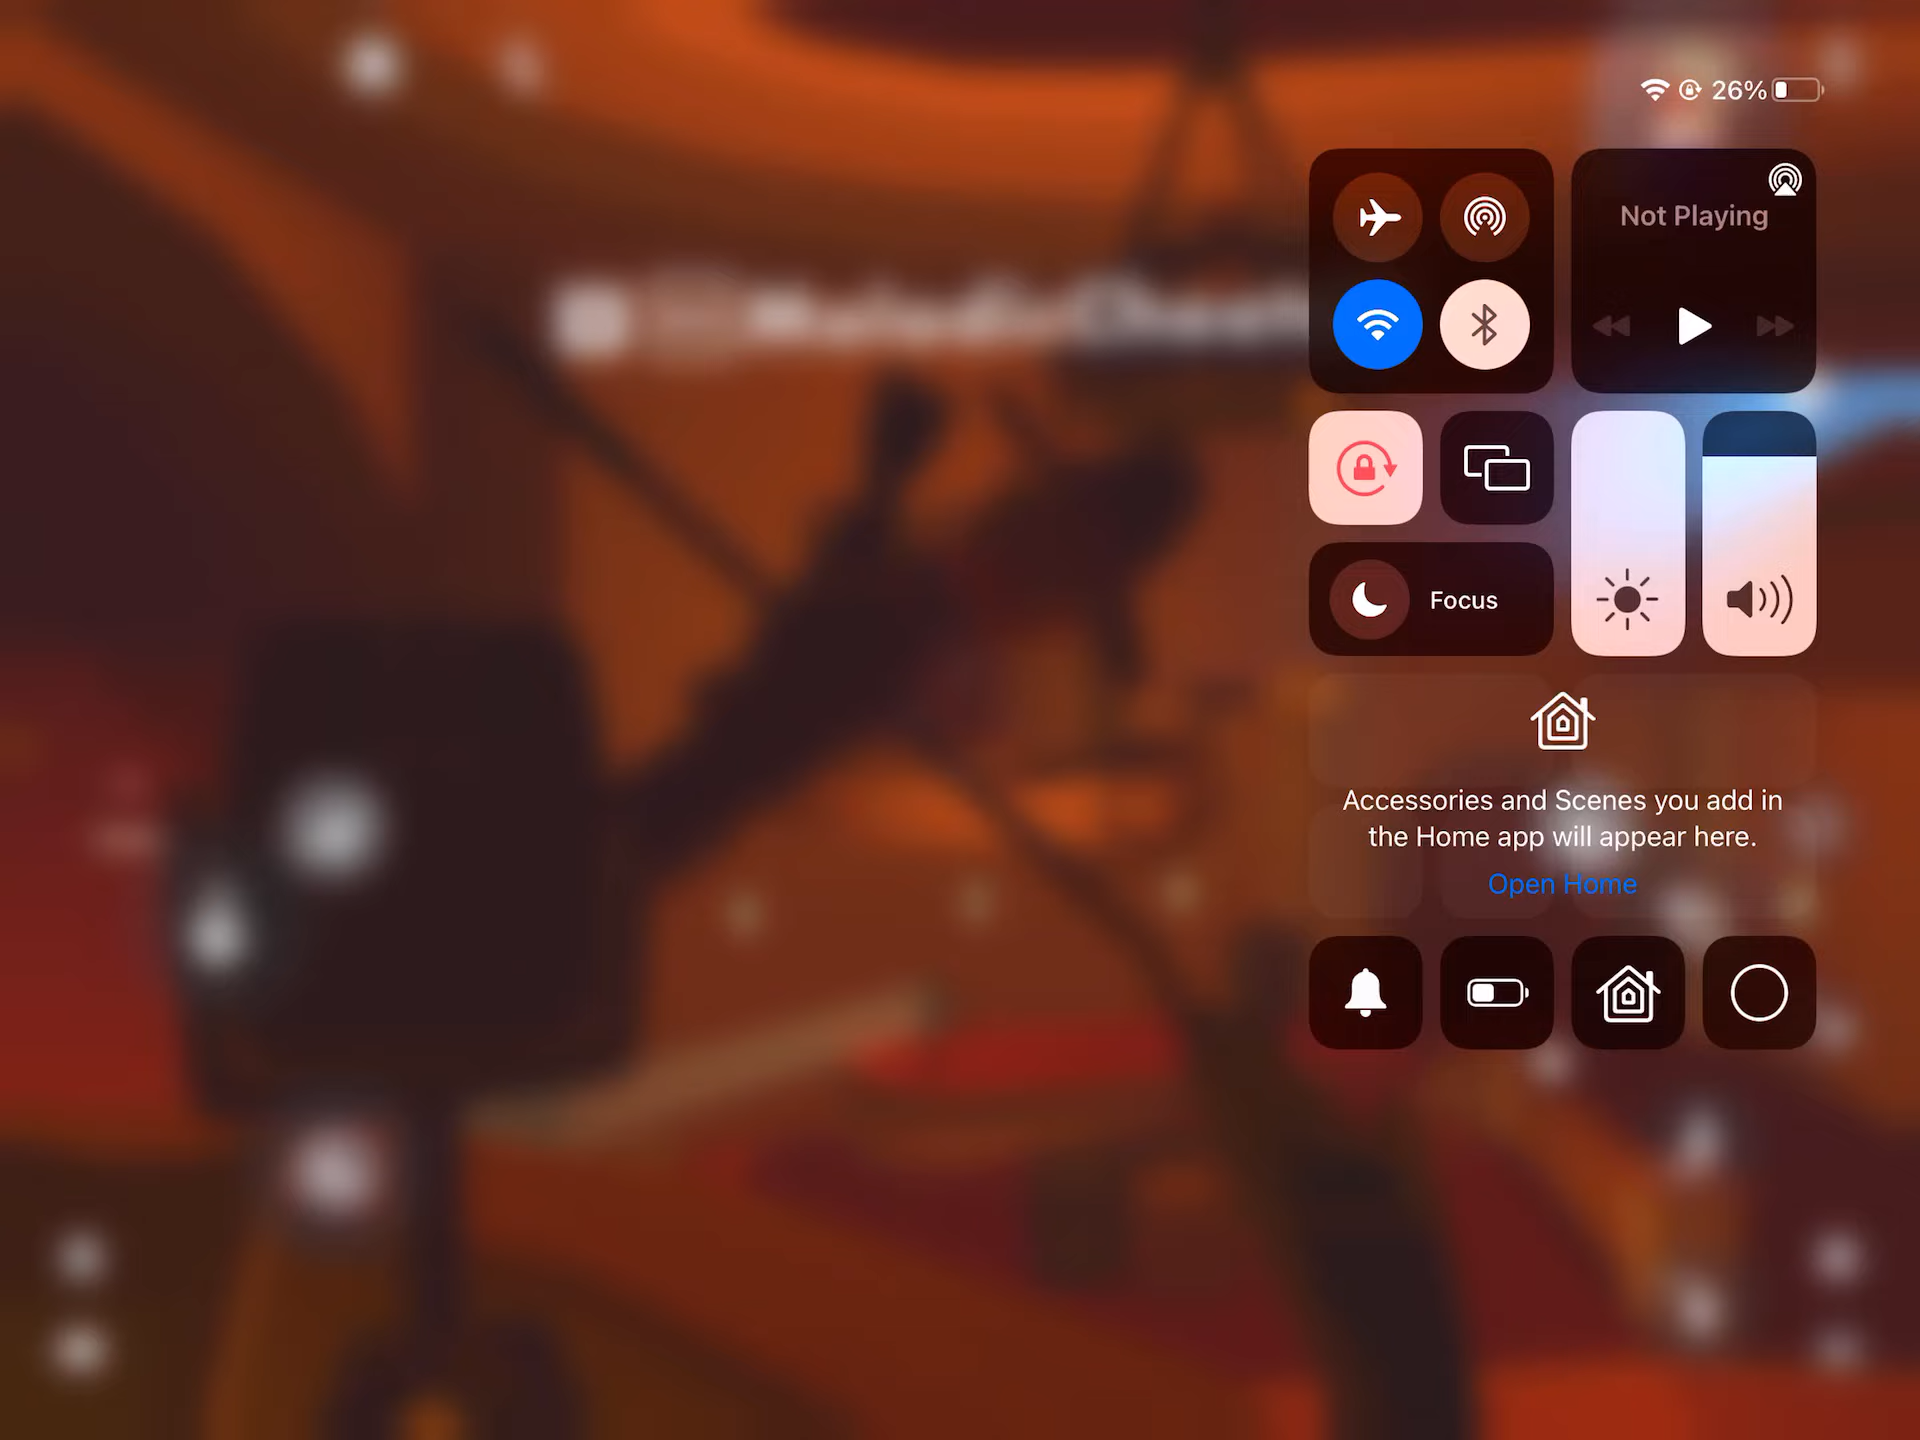 26%
Not Playing
Focus
Accessories and Scenes you add in
the Home app will appear here.
Open Home